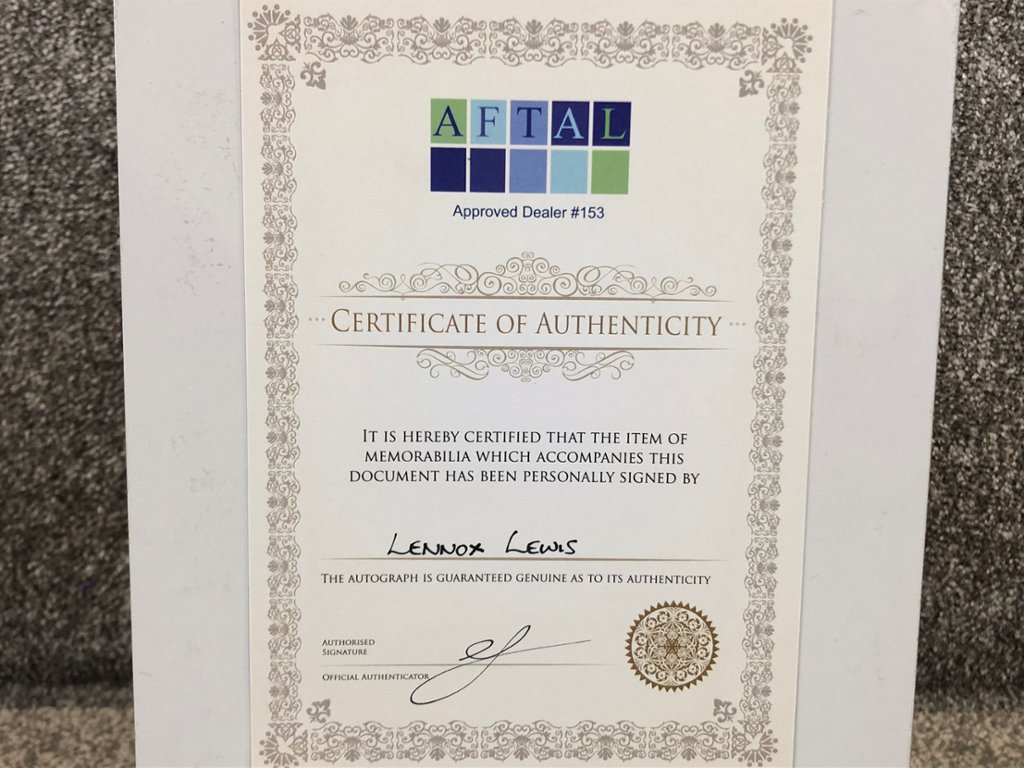 AFTAL
Approved Dealer #153
CERTIFICATE OF AUTHENTICITY
IT IS HEREBY CERTIFIED THAT THE ITEM OF
MEMORABILIA WHICH ACCOMPANIES THIS
DOCUMENT HAS BEEN PERSONALLY SIGNED BY
LENNOX LEWIS
THE AUTOGRAPH IS GUARANTEED GENUINE AS TO ITS AUTHENTICITY
AUTHORISED
SIGNATURE
OFFICIAL AUTHENTICATOR